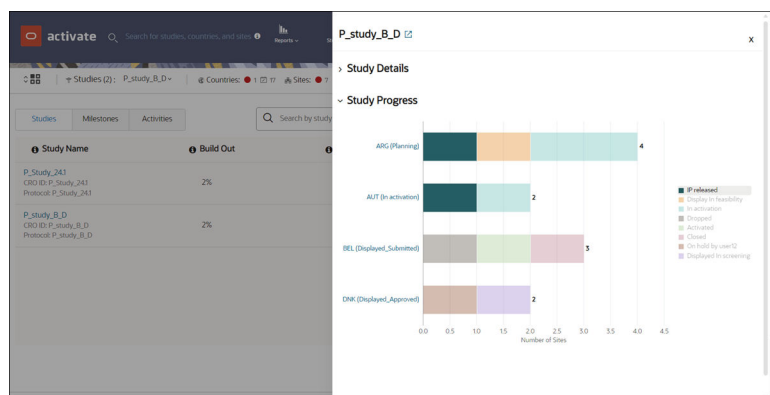 activate
Search for studies, countries, and sites
Reports
Studies (2) : P_study_B_D
Countries: 1 17
Sites: 7
Studies
Milestones
Activities
Search by study
Study Name
Build Out
P_Study_24.1
CRO ID: P_Study_24.1
Protocol: P_Study_24.1
2%
P_study_B_D
CRO ID: P_study_B_D
Protocol: P_study_B_D
2%
P_study_B_D
x
Study Details
Study Progress
ARG (Planning)
4
AUT (In activation)
2
BEL (Displayed_Submitted)
3
DNK (Displayed_Approved)
2
0.0 0.5 1.0 1.5 2.0 2.5 3.0 3.5 4.0 4.5
Number of Sites
IP released
Display in feasibility
In activation
Dropped
Activated
Closed
On hold by user12
Displayed In screening